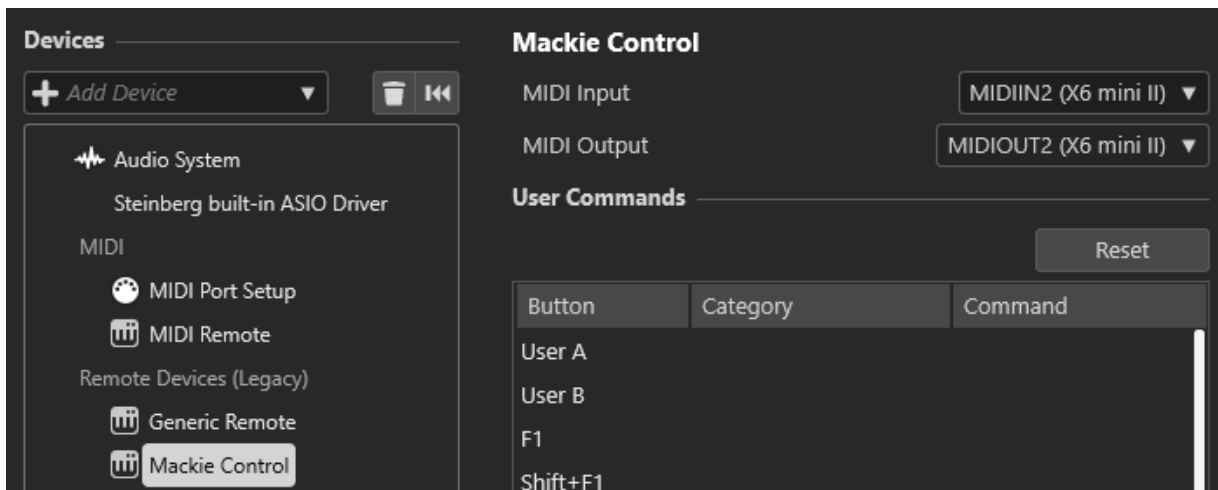 Devices
Add Device
Audio System
Steinberg built-in ASIO Driver
MIDI
MIDI Port Setup
MIDI Remote
Remote Devices (Legacy)
Generic Remote
Mackie Control
Mackie Control
MIDI Input MIDIIN2 (X6 mini II)
MIDI Output MIDIOUT2 (X6 mini II)
User Commands
Reset
Button Category Command
User A
User B
F1
Shift+F1